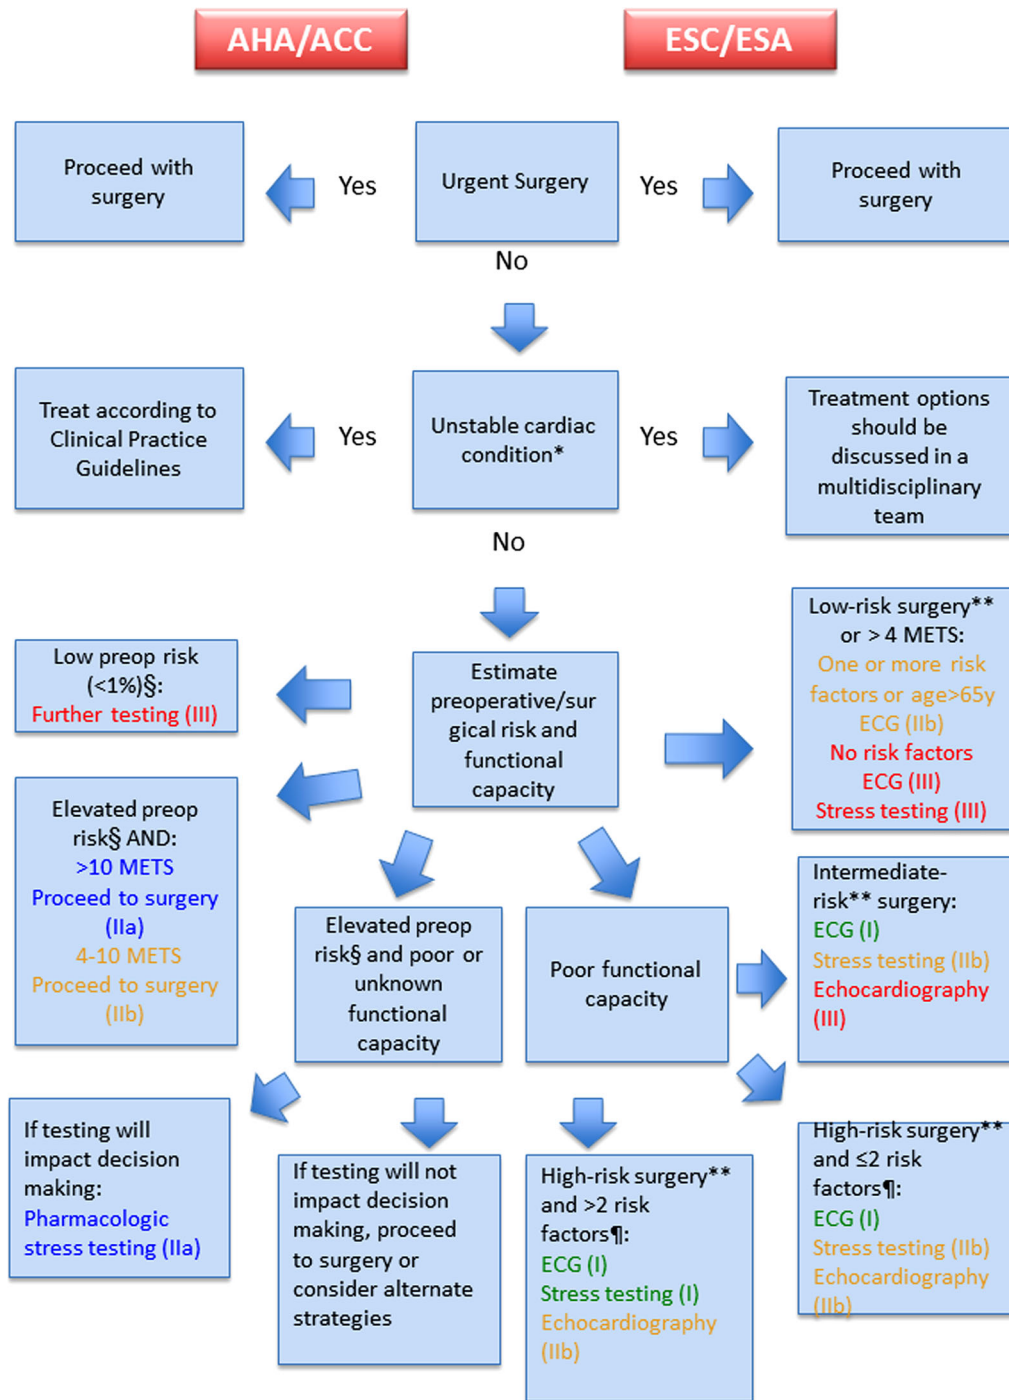 AHA/ACC
ESC/ESA
Proceed with
surgery
Yes
Urgent Surgery
Yes
Proceed with
surgery
No
Treat according to
Clinical Practice
Guidelines
Yes
Unstable cardiac
condition*
Yes
Treatment options
should be
discussed in a
multidisciplinary
team
No
Low preop risk
(<1%)§:
Further testing (III)
Estimate
preoperative/sur
gical risk and
functional
capacity
Low-risk surgery**
or > 4 METS:
One or more risk
factors or age>65y
ECG (IIb)
No risk factors
ECG (III)
Stress testing (III)
Elevated preop
risk§ AND:
>10 METS
Proceed to surgery
(IIa)
4-10 METS
Proceed to surgery
(IIb)
Elevated preop
risk§ and poor or
unknown
functional
capacity
Poor functional
capacity
Intermediate-
risk** surgery:
ECG (I)
Stress testing (IIb)
Echocardiography
(III)
If testing will
impact decision
making:
Pharmacologic
stress testing (IIa)
If testing will not
impact decision
making, proceed
to surgery or
consider alternate
strategies
High-risk surgery**
and >2 risk
factors¶:
ECG (I)
Stress testing (I)
Echocardiography
(IIb)
High-risk surgery**
and ≤2 risk
factors¶:
ECG (I)
Stress testing (IIb)
Echocardiography
(IIb)